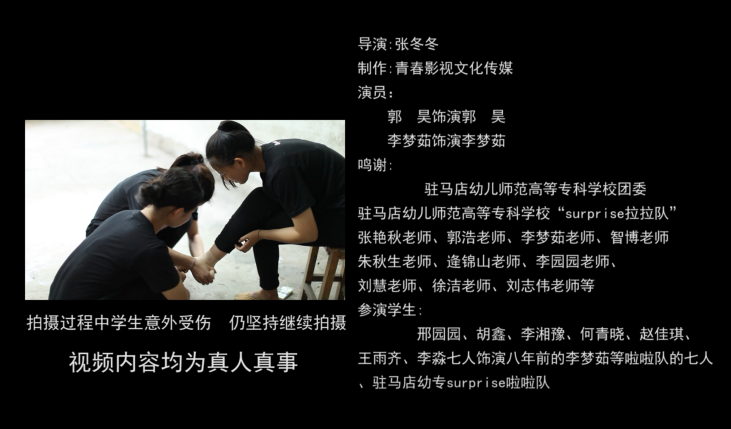 导演:张冬冬
制作:青春影视文化传媒
演员:
郭　昊饰演郭　昊
李梦茹饰演李梦茹
鸣谢:
驻马店幼儿师范高等专科学校团委
驻马店幼儿师范高等专科学校“surprise拉拉队”
张艳秋老师、郭浩老师、李梦茹老师、智博老师
朱秋生老师、逄锦山老师、李园园老师、
刘慧老师、徐洁老师、刘志伟老师等
参演学生:
邢园园、胡鑫、李湘豫、何青晓、赵佳琪、
王雨齐、李淼七人饰演八年前的李梦茹等啦啦队的七人
、驻马店幼专surprise啦啦队
拍摄过程中学生意外受伤　仍坚持继续拍摄
视频内容均为真人真事